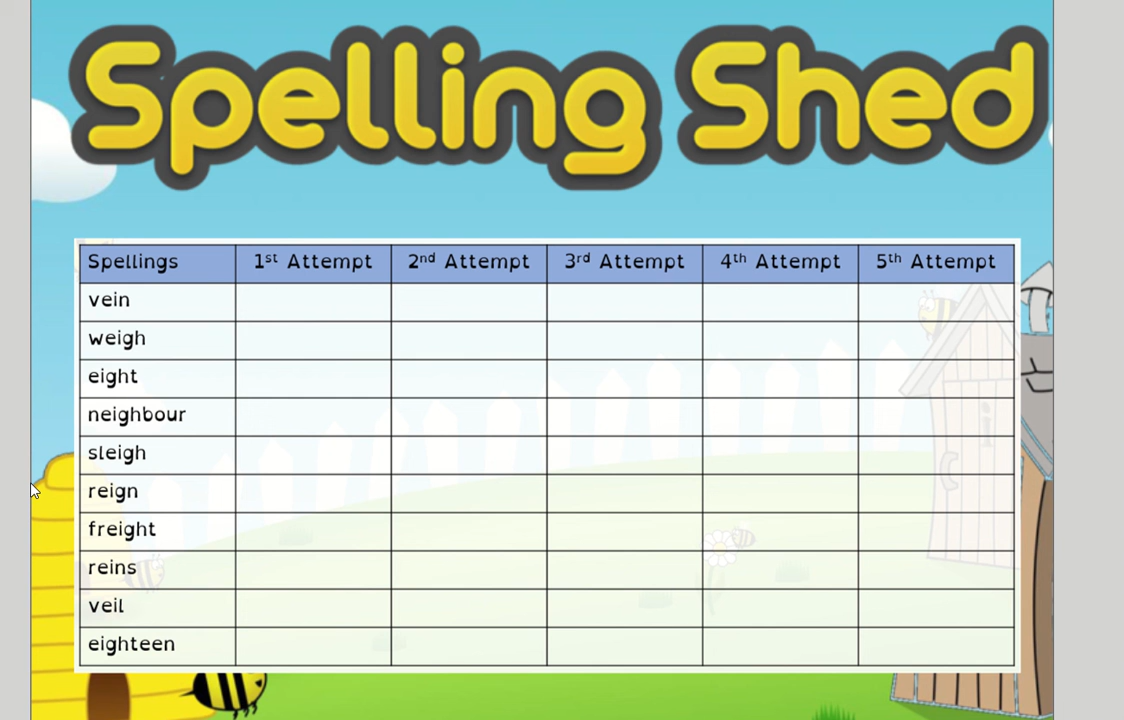 Spelling Shed
Spellings 1st Attempt 2nd Attempt 3rd Attempt 4th Attempt 5th Attempt
vein
weigh
eight
neighbour
sleigh
reign
freight
reins
veil
eighteen